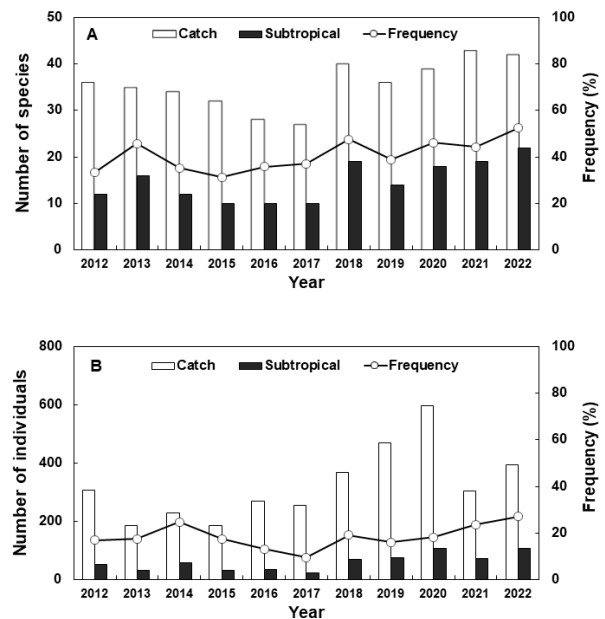 A Catch Subtropical Frequency
Number of species
50
40
30
20
10
0
100
80
60
40
20
0
Frequency (%)
2012 2013 2014 2015 2016 2017 2018 2019 2020 2021 2022
Year
B Catch Subtropical Frequency
Number of individuals
800
600
400
200
0
100
80
60
40
20
0
Frequency (%)
2012 2013 2014 2015 2016 2017 2018 2019 2020 2021 2022
Year